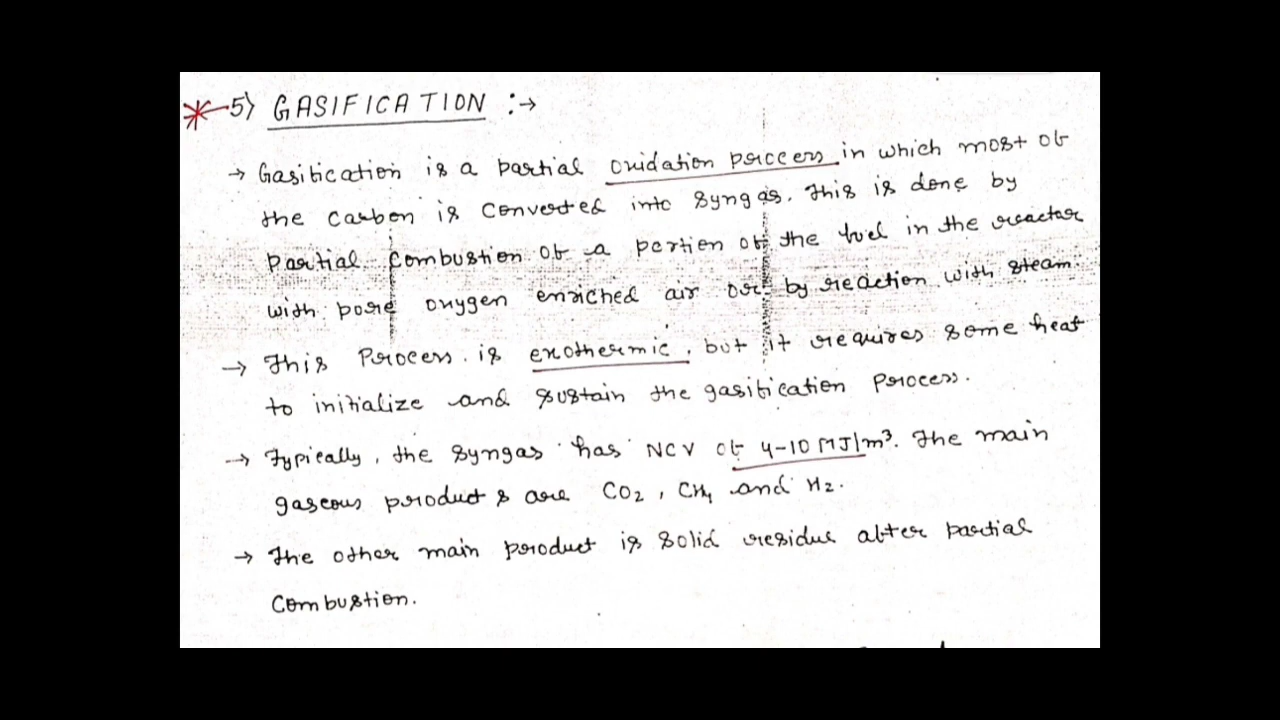 5) GASIFICATION :→
→ Gasification is a partial oxidation process in which most of
the carbon is converted into syngas. This is done by
partial combustion of a portion of the fuel in the reactor
with pore oxygen enriched air or by reaction with steam.
→ This Process is exothermic, but it requires some heat
to initialize and sustain the gasification process.
→ Typically, the syngas has NCV of 4-10 MJ/m³. The main
gaseous products are CO2, CH4 and H2.
→ The other main product is solid residue after partial
combustion.